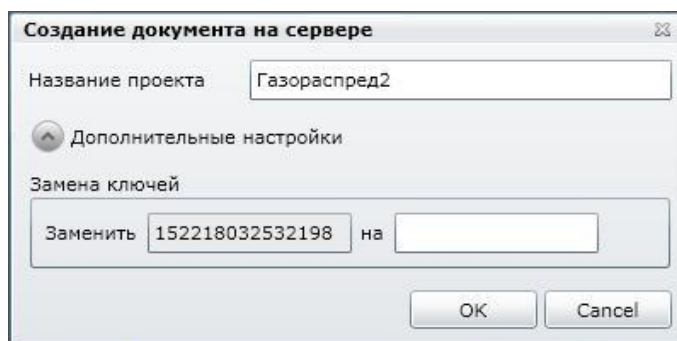 Создание документа на сервере
Название проекта Газораспред2
Дополнительные настройки
Замена ключей
Заменить 152218032532198 на
OK Cancel